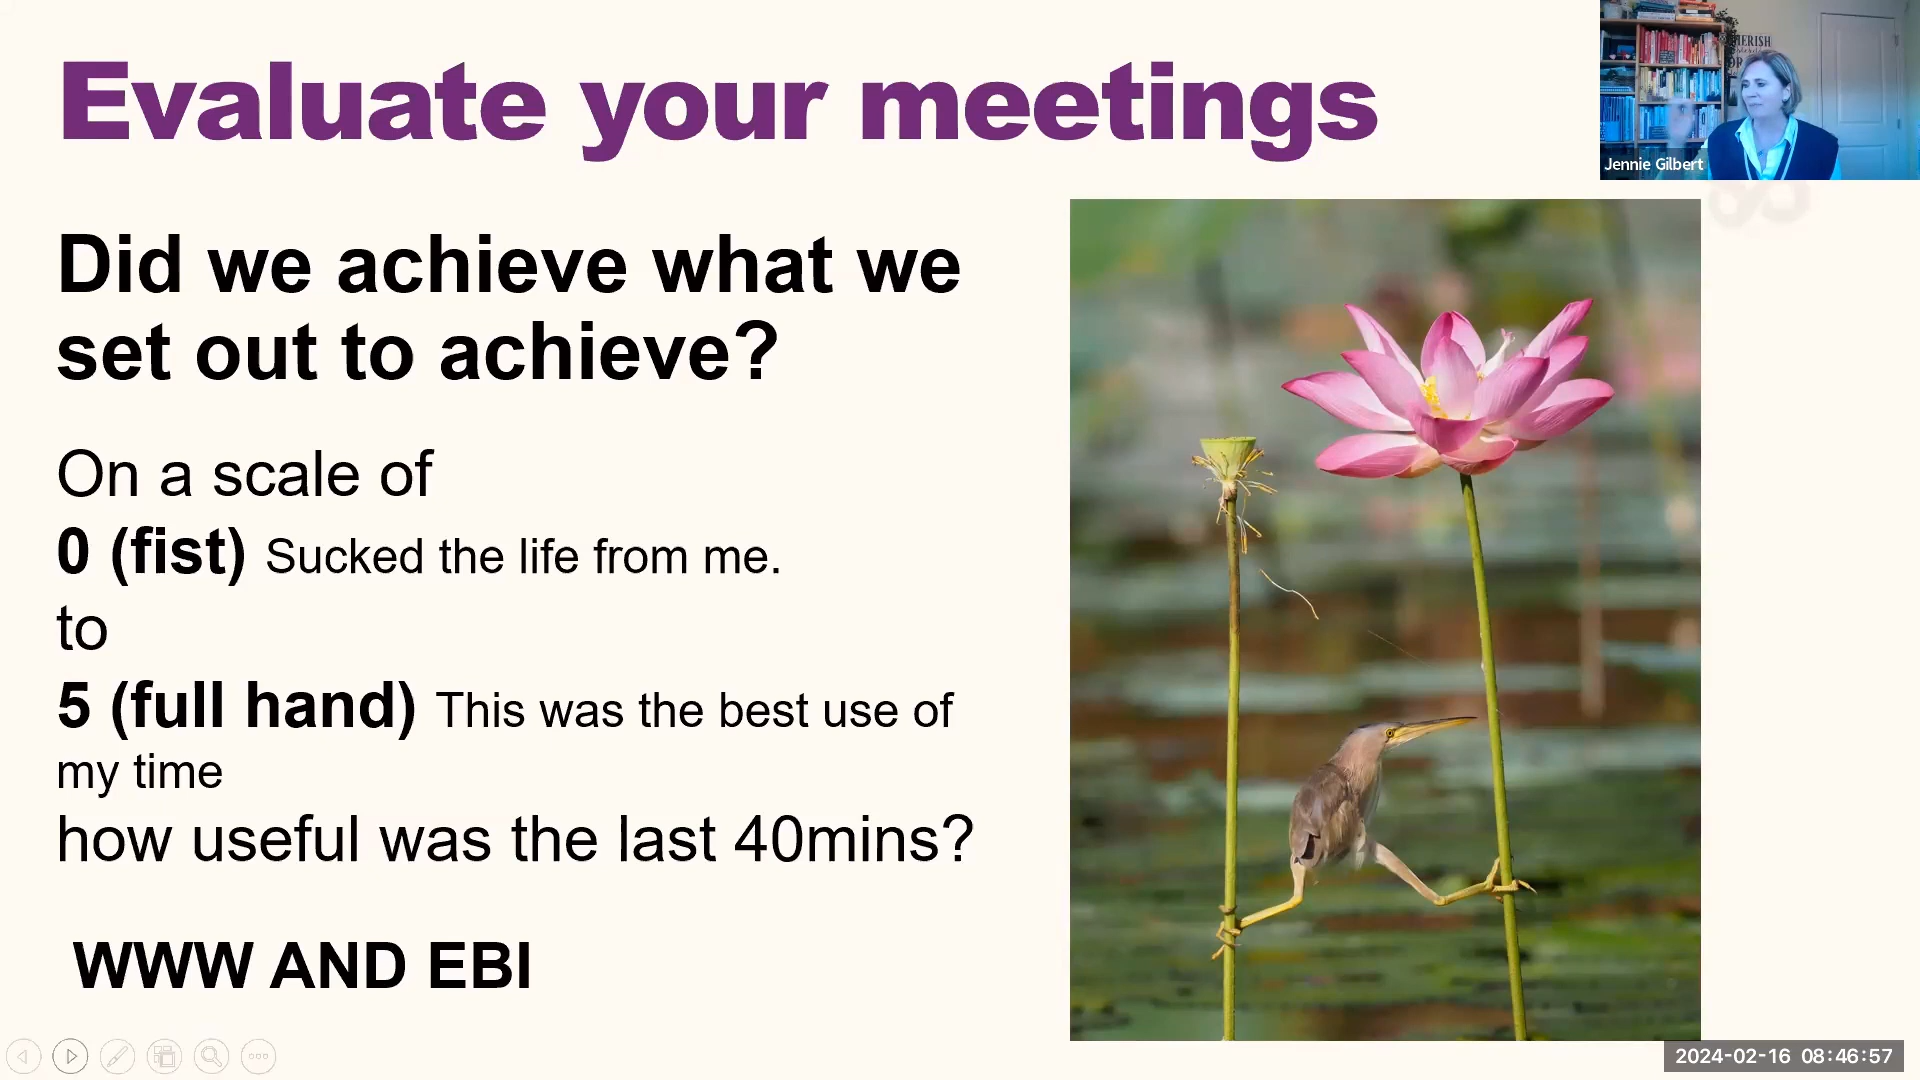 Evaluate your meetings
HERISH
Jennie Gilbert
Did we achieve what we
set out to achieve?
On a scale of
0 (fist) Sucked the life from me.
to
5 (full hand) This was the best use of
my time
how useful was the last 40mins?
WWW AND EBI
2024-02-16 08:46:57